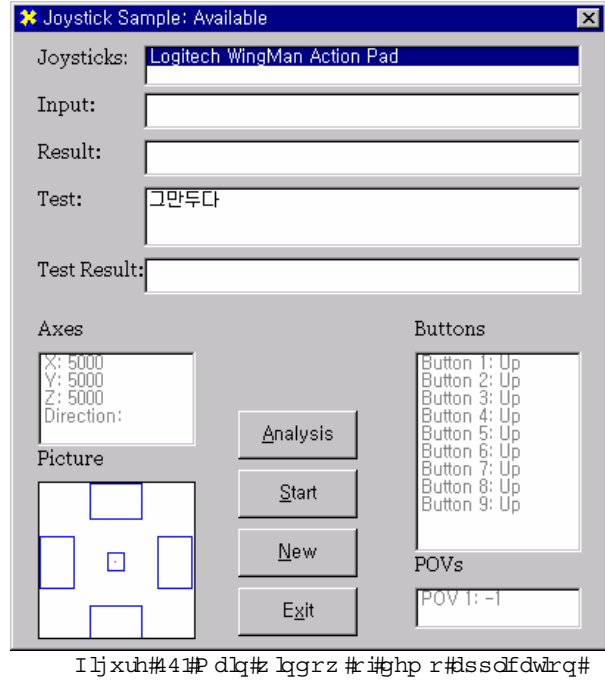 Joystick Sample: Available
Joysticks: Logitech WingMan Action Pad
Input:
Result:
Test: 그만두다
Test Result:
Axes
X: 5000
Y: 5000
Z: 5000
Direction:
Picture
Analysis
Start
New
Exit
Buttons
Button 1: Up
Button 2: Up
Button 3: Up
Button 4: Up
Button 5: Up
Button 6: Up
Button 7: Up
Button 8: Up
Button 9: Up
POVs
POV 1: -1
Iljxuh#441#Pdlq#zlqgrz#ri#ghpr#dssolfdwlrq#